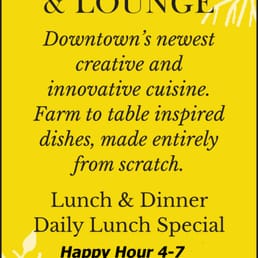 & LOUNGE
Downtown’s newest
creative and
innovative cuisine.
Farm to table inspired
dishes, made entirely
from scratch.
Lunch & Dinner
Daily Lunch Special
Happy Hour 4-7